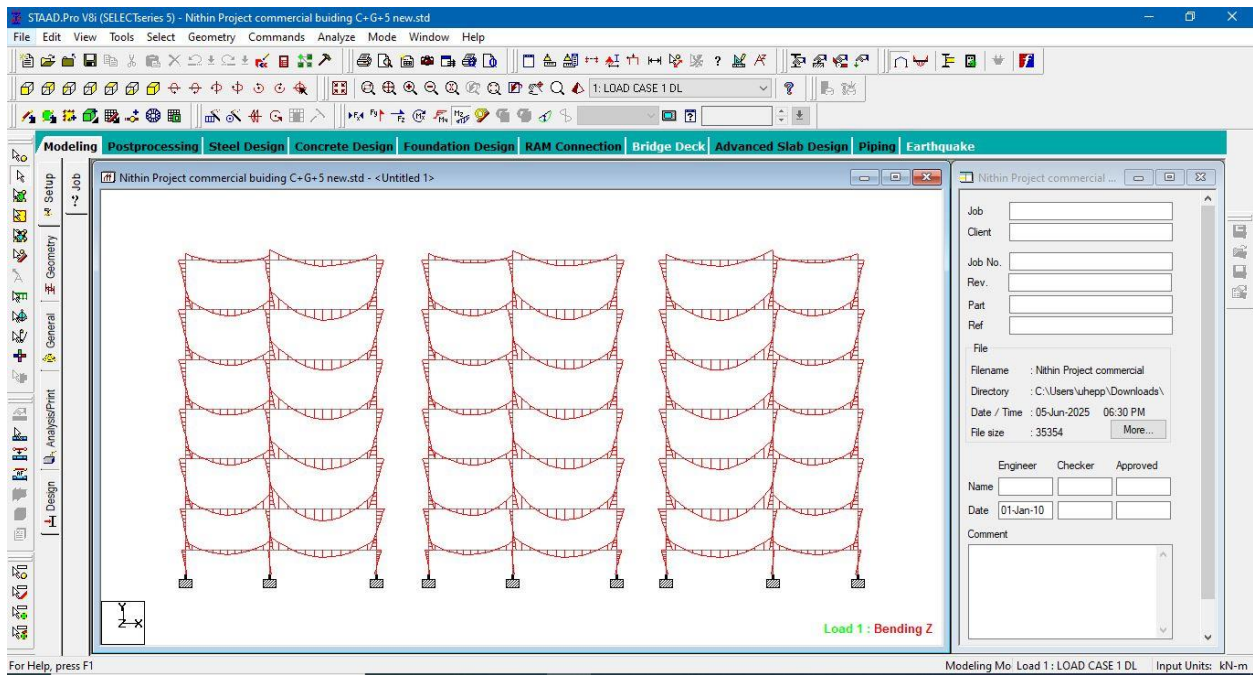 STAAD.Pro V8i (SELECTseries 5) - Nithin Project commercial buiding C+G+5 new.std
File Edit View Tools Select Geometry Commands Analyze Mode Window Help
1: LOAD CASE 1 DL
Modeling Postprocessing Steel Design Concrete Design Foundation Design RAM Connection Bridge Deck Advanced Slab Design Piping Earthquake
Setup
Geometry
General
Analysis/Print
Design
Job
Nithin Project commercial buiding C+G+5 new.std - <Untitled 1>
Y
Z X
Load 1 : Bending Z
Nithin Project commercial ...
Job
Client
Job No.
Rev.
Part
Ref
File
Filename : Nithin Project commercial
Directory : C:\Users\uhepp\Downloads\
Date / Time : 05-Jun-2025 06:30 PM
File size : 35354 More...
Engineer Checker Approved
Name
Date 01-Jan-10
Comment
For Help, press F1
Modeling Mo Load 1 : LOAD CASE 1 DL Input Units: kN-m